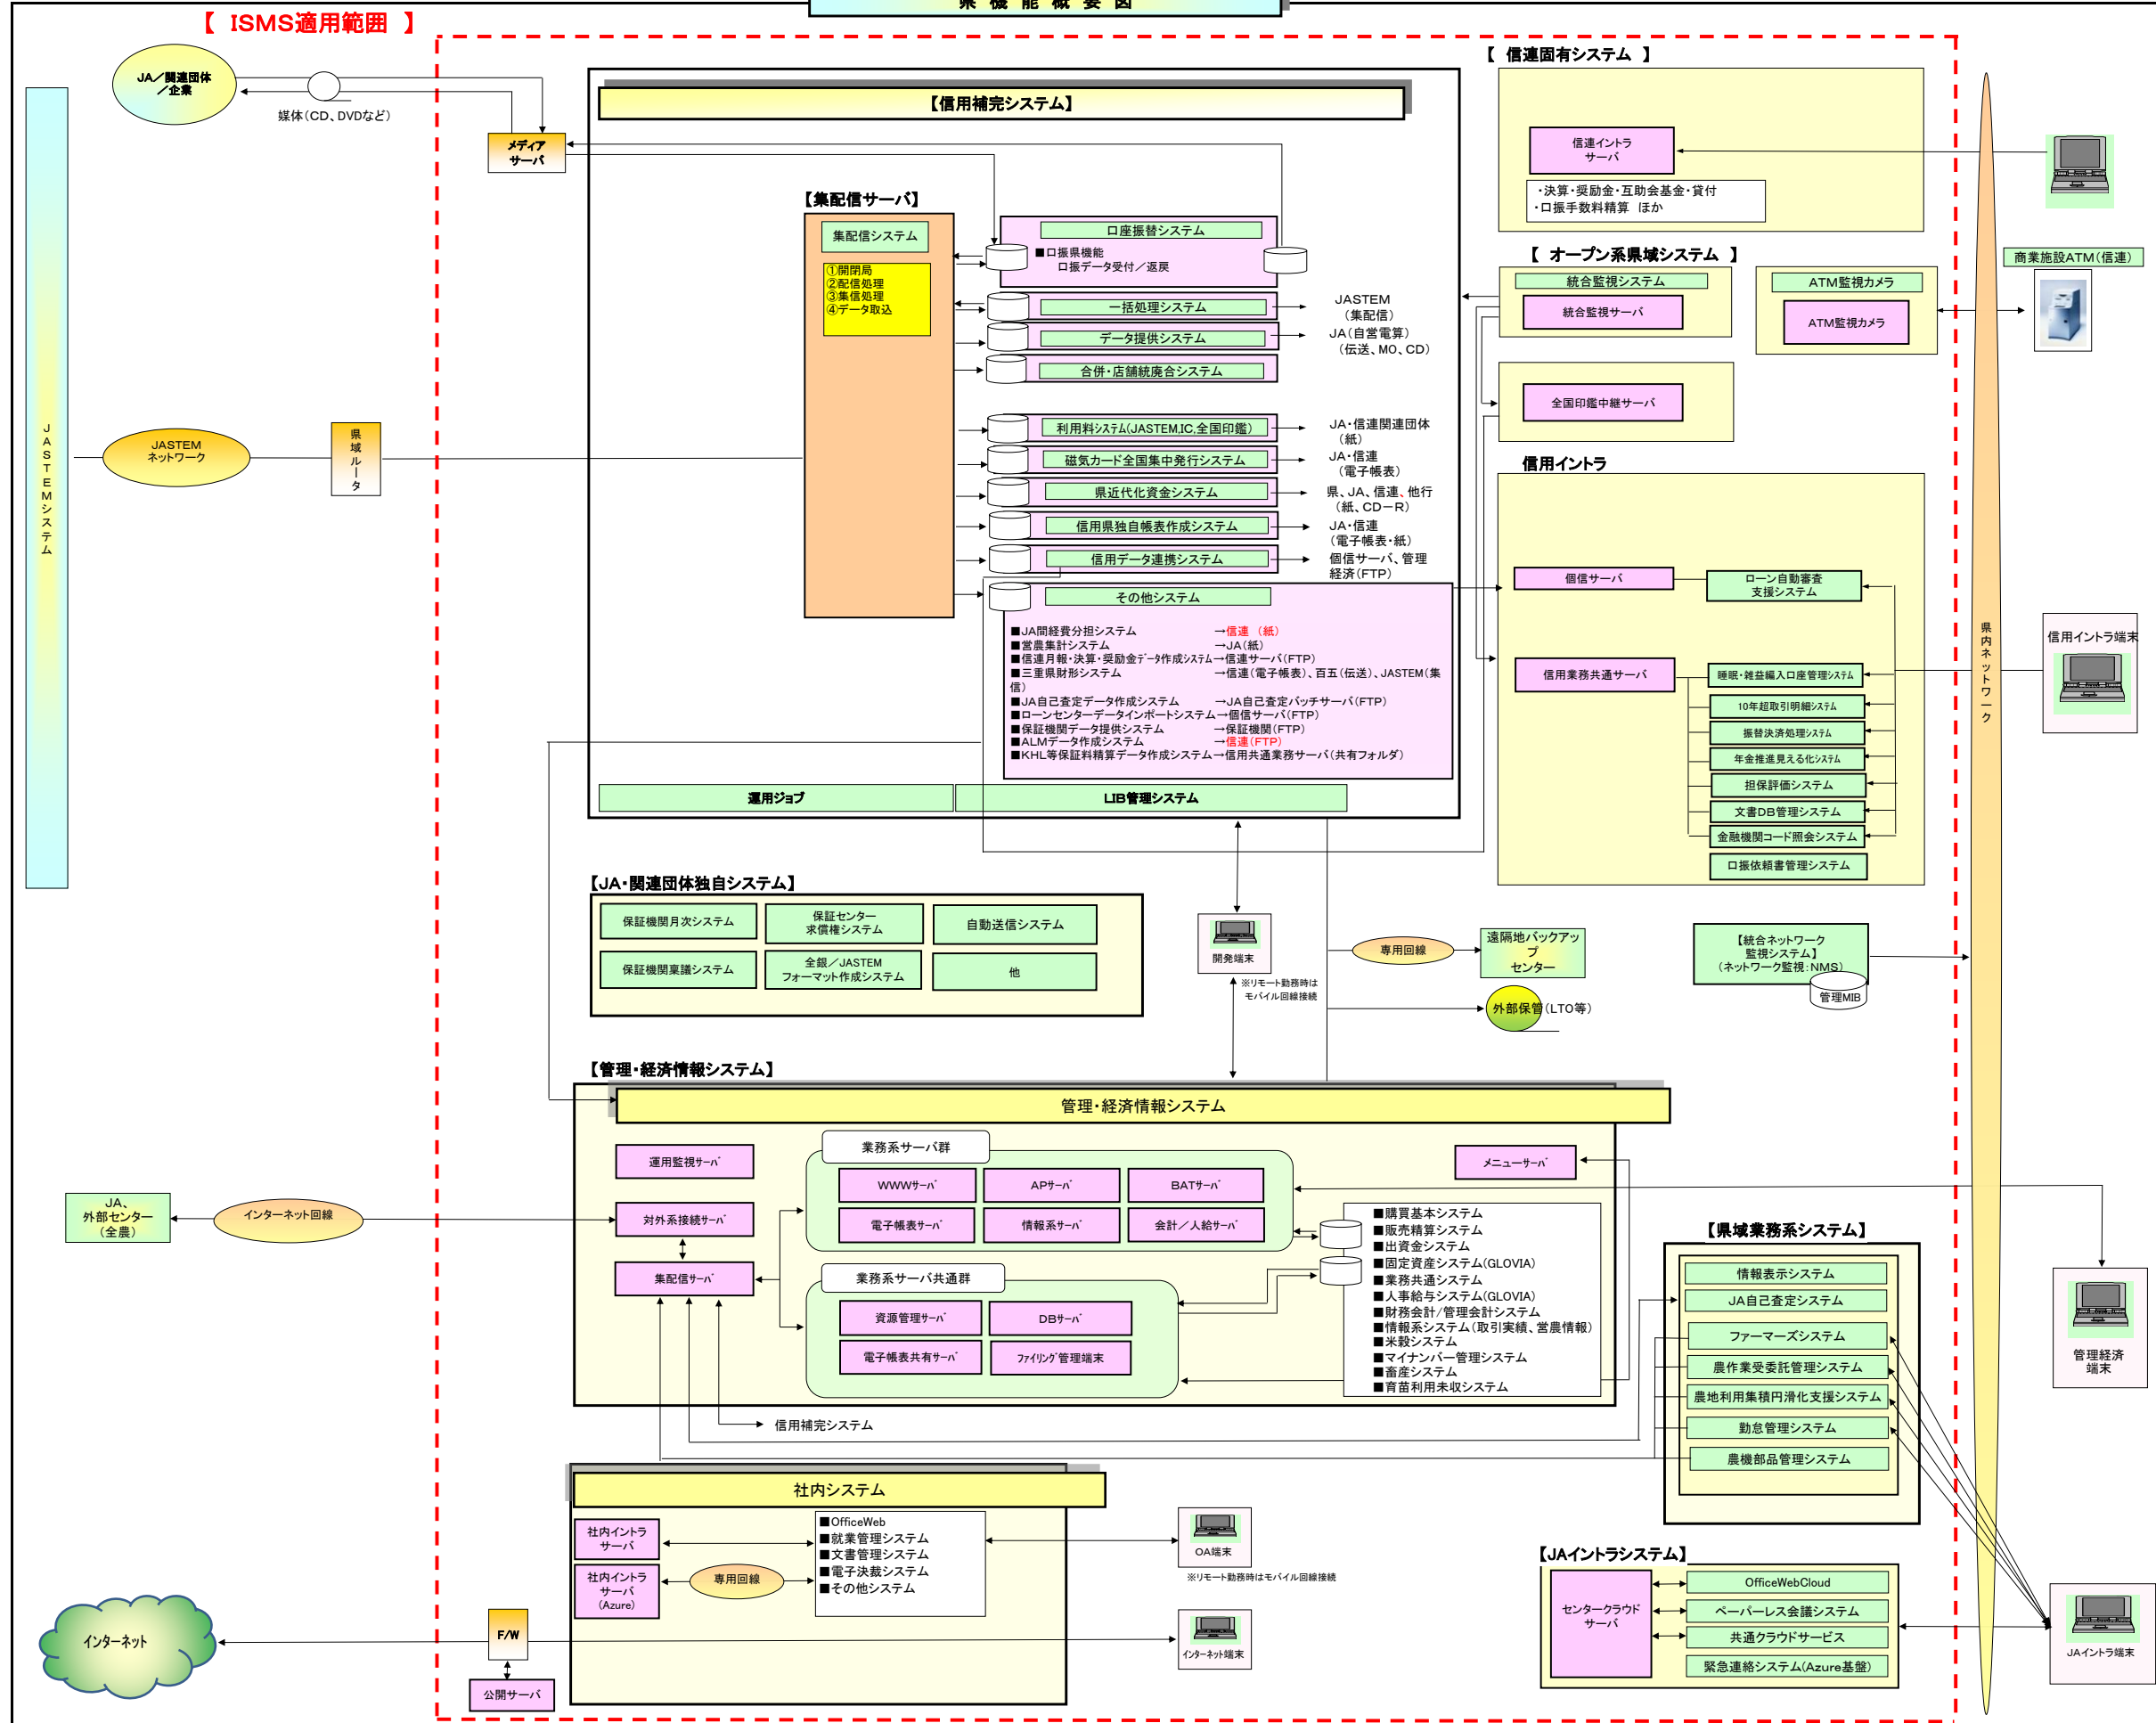 県 機 能 概 要 図
【 ISMS適用範囲 】
JA／関連団体
／企業
媒体（CD、DVDなど）
メディア
サーバ
JASTEMシステム
JASTEM
ネットワーク
県域ルータ
【信用補完システム】
【集配信サーバ】
集配信システム
①開閉局
②配信処理
③集信処理
④データ取込
口座振替システム
■口振県機能
口振データ受付／返戻
一括処理システム
JASTEM
（集配信）
データ提供システム
JA（自営電算）
（伝送、MO、CD）
合併・店舗統廃合システム
利用料システム(JASTEM,IC,全国印鑑)
JA・信連関連団体
（紙）
磁気カード全国集中発行システム
JA・信連
（電子帳表）
県近代化資金システム
県、JA、信連、他行
（紙、CD－R）
信用県独自帳表作成システム
JA・信連
（電子帳表・紙）
信用データ連携システム
個信サーバ、管理
経済（FTP）
その他システム
■JA間経費分担システム →信連 （紙）
■営農集計システム →JA（紙）
■信連月報・決算・奨励金データ作成システム→信連サーバ（FTP）
■三重県財形システム →信連（電子帳表）、百五（伝送）、JASTEM（集
信）
■JA自己査定データ作成システム →JA自己査定バッチサーバ（FTP）
■ローンセンターデータインポートシステム→個信サーバ（FTP）
■保証機関データ提供システム →保証機関（FTP）
■ALMデータ作成システム →信連（FTP）
■KHL等保証料精算データ作成システム→信用共通業務サーバ（共有フォルダ）
運用ジョブ
LIB管理システム
【 信連固有システム 】
信連イントラ
サーバ
・決算・奨励金・互助会基金・貸付
・口振手数料精算 ほか
【 オープン系県域システム 】
統合監視システム
統合監視サーバ
ATM監視カメラ
ATM監視カメラ
商業施設ATM（信連）
全国印鑑中継サーバ
信用イントラ
個信サーバ
ローン自動審査
支援システム
信用業務共通サーバ
睡眠・雑益編入口座管理システム
10年超取引明細システム
振替決済処理システム
年金推進見える化システム
担保評価システム
文書DB管理システム
金融機関コード照会システム
口振依頼書管理システム
県内ネットワーク
信用イントラ端末
【JA・関連団体独自システム】
保証機関月次システム
保証センター
求償権システム
自動送信システム
保証機関稟議システム
全銀／JASTEM
フォーマット作成システム
他
開発端末
※リモート勤務時は
モバイル回線接続
専用回線
遠隔地バックアッ
プ
センター
外部保管（LTO等）
【統合ネットワーク
監視システム】
（ネットワーク監視：NMS）
管理MIB
【管理・経済情報システム】
管理・経済情報システム
運用監視サーバ
対外系接続サーバ
集配信サーバ
業務系サーバ群
WWWサーバ
APサーバ
BATサーバ
電子帳表サーバ
情報系サーバ
会計／人給サーバ
業務系サーバ共通群
資源管理サーバ
DBサーバ
電子帳表共有サーバ
ファイリング管理端末
メニューサーバ
■購買基本システム
■販売精算システム
■出資金システム
■固定資産システム(GLOVIA)
■業務共通システム
■人事給与システム(GLOVIA)
■財務会計/管理会計システム
■情報系システム（取引実績、営農情報）
■米穀システム
■マイナンバー管理システム
■畜産システム
■育苗利用未収システム
信用補完システム
JA、
外部センター
（全農）
インターネット回線
【県域業務系システム】
情報表示システム
JA自己査定システム
ファーマーズシステム
農作業受委託管理システム
農地利用集積円滑化支援システム
勤怠管理システム
農機部品管理システム
管理経済
端末
社内システム
社内イントラ
サーバ
社内イントラ
サーバ
(Azure)
専用回線
■OfficeWeb
■就業管理システム
■文書管理システム
■電子決裁システム
■その他システム
OA端末
※リモート勤務時はモバイル回線接続
インターネット端末
インターネット
F/W
公開サーバ
【JAイントラシステム】
センタークラウド
サーバ
OfficeWebCloud
ペーパーレス会議システム
共通クラウドサービス
緊急連絡システム(Azure基盤)
JAイントラ端末